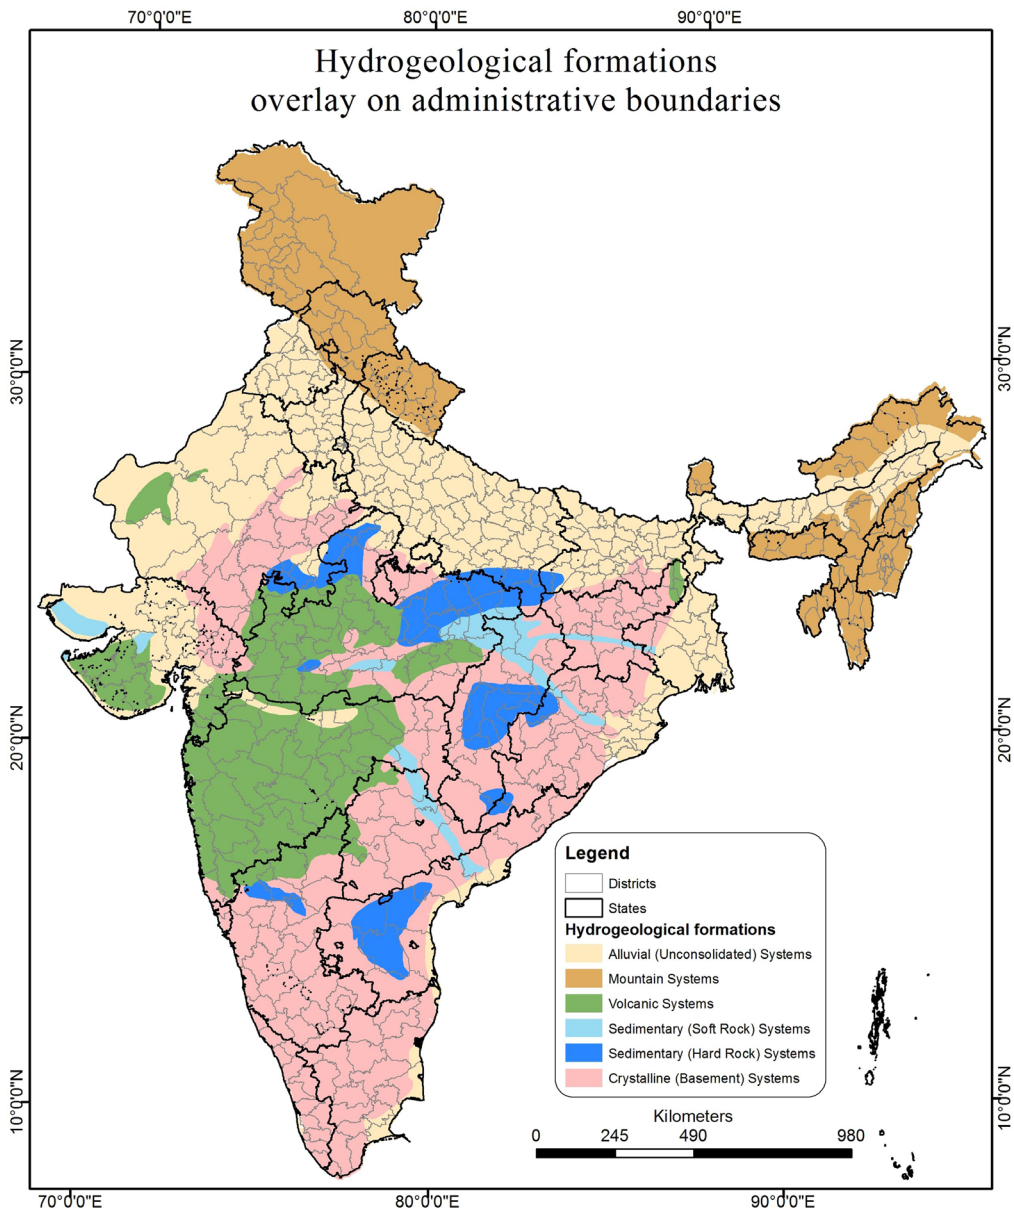 70°0'0"E 80°0'0"E 90°0'0"E
Hydrogeological formations
overlay on administrative boundaries
30°0'0"N 30°0'0"N
20°0'0"N 20°0'0"N
Legend
Districts
States
Hydrogeological formations
Alluvial (Unconsolidated) Systems
Mountain Systems
Volcanic Systems
Sedimentary (Soft Rock) Systems
Sedimentary (Hard Rock) Systems
Crystalline (Basement) Systems
10°0'0"N 10°0'0"N
Kilometers
0 245 490 980
70°0'0"E 80°0'0"E 90°0'0"E